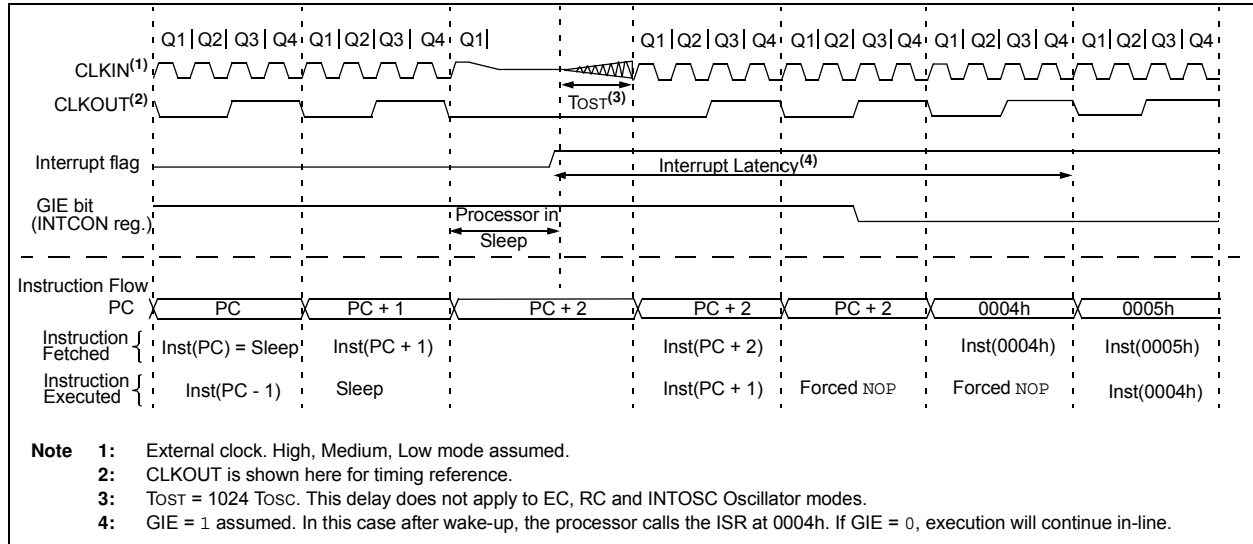 Q1 | Q2 | Q3 | Q4 | Q1 | Q2 | Q3 | Q4 | Q1 | Q1 | Q2 | Q3 | Q4 | Q1 | Q2 | Q3 | Q4 | Q1 | Q2 | Q3 | Q4 | Q1 | Q2 | Q3 | Q4 |
CLKIN(1)
CLKOUT(2)
TOST(3)
Interrupt flag
Interrupt Latency(4)
GIE bit
(INTCON reg.)
Processor in
Sleep
Instruction Flow
PC PC PC + 1 PC + 2 PC + 2 PC + 2 0004h 0005h
Instruction
Fetched { Inst(PC) = Sleep Inst(PC + 1) Inst(PC + 2) Inst(0004h) Inst(0005h)
Instruction
Executed { Inst(PC - 1) Sleep Inst(PC + 1) Forced NOP Forced NOP Inst(0004h)
Note 1: External clock. High, Medium, Low mode assumed.
2: CLKOUT is shown here for timing reference.
3: TOST = 1024 TOSC. This delay does not apply to EC, RC and INTOSC Oscillator modes.
4: GIE = 1 assumed. In this case after wake-up, the processor calls the ISR at 0004h. If GIE = 0, execution will continue in-line.